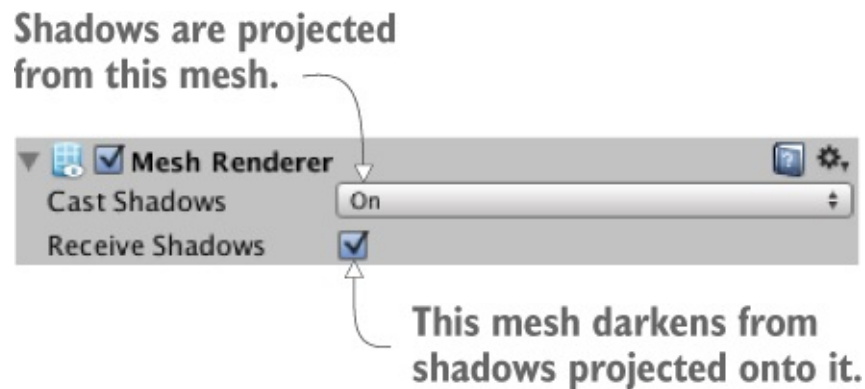 Shadows are projected
from this mesh.
Mesh Renderer
Cast Shadows On
Receive Shadows
This mesh darkens from
shadows projected onto it.